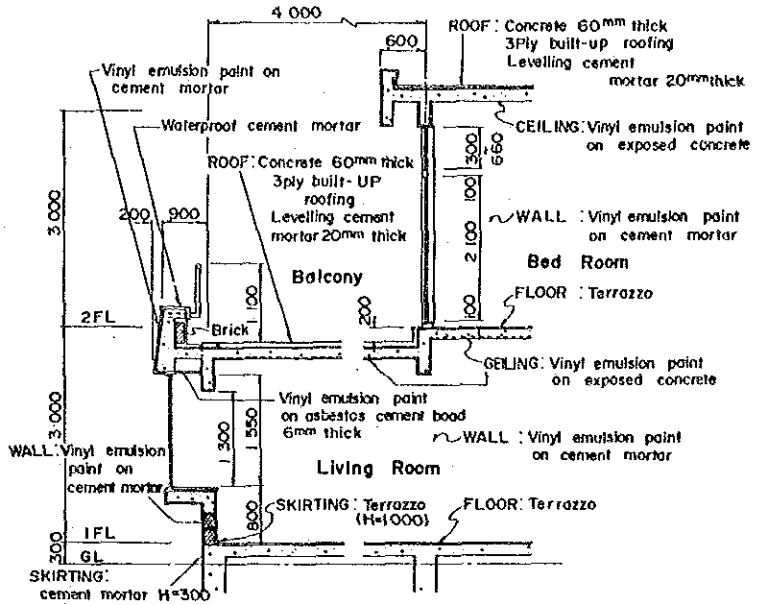 4 000
600
ROOF: Concrete 60mm thick
3Ply built-up roofing
Levelling cement
mortar 20mm thick
Vinyl emulsion paint on
cement mortar
Waterproof cement mortar
CEILING: Vinyl emulsion paint
on exposed concrete
ROOF: Concrete 60mm thick
3ply built-UP
roofing
Levelling cement
mortar 20mm thick
300
~
660
100
2 100
100
3 000
200
900
WALL : Vinyl emulsion paint
on cement mortar
Balcony
Bed Room
1 100
200
FLOOR : Terrazzo
2FL
Brick
CEILING: Vinyl emulsion paint
on exposed concrete
Vinyl emulsion paint
on asbestos cement boad
6mm thick
3 000
1 300
1 550
WALL : Vinyl emulsion paint
on cement mortar
WALL: Vinyl emulsion
paint on
cement mortar
Living Room
SKIRTING: Terrazzo
(H=1000)
FLOOR: Terrazzo
800
1FL
300
GL
SKIRTING:
cement mortar H=300